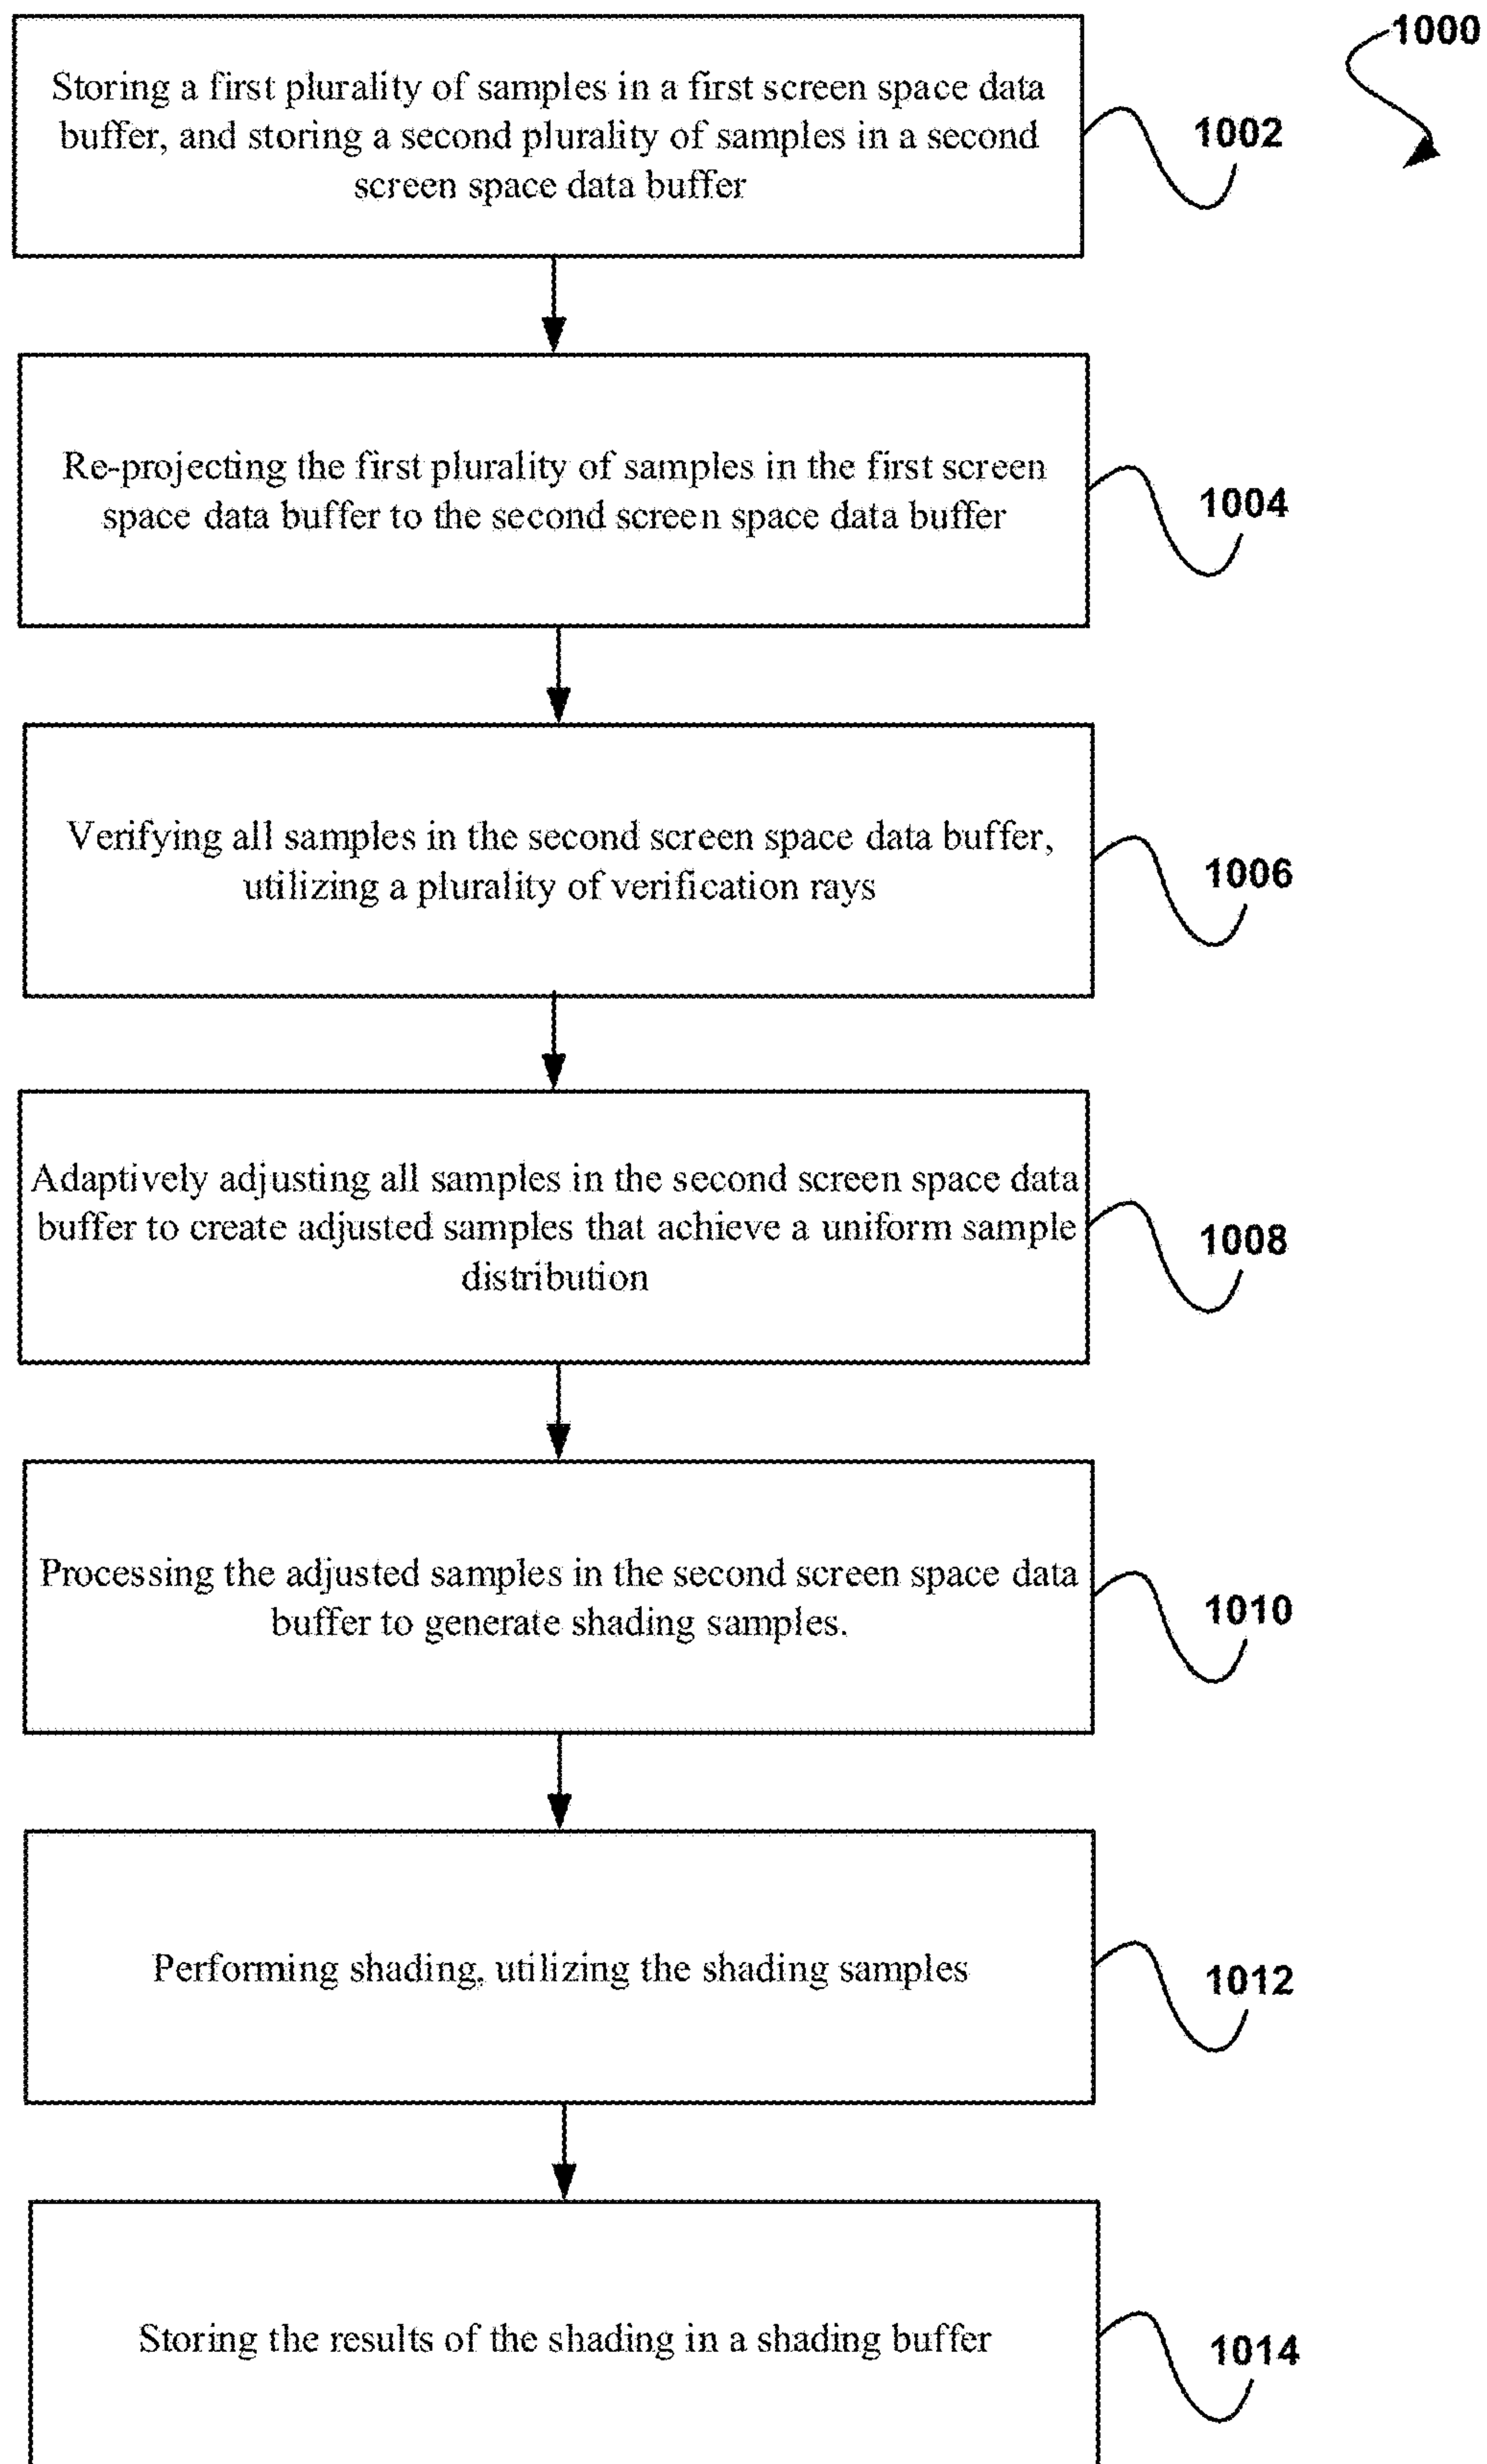 1000
Storing a first plurality of samples in a first screen space data
buffer, and storing a second plurality of samples in a second
screen space data buffer
1002
Re-projecting the first plurality of samples in the first screen
space data buffer to the second screen space data buffer
1004
Verifying all samples in the second screen space data buffer,
utilizing a plurality of verification rays
1006
Adaptively adjusting all samples in the second screen space data
buffer to create adjusted samples that achieve a uniform sample
distribution
1008
Processing the adjusted samples in the second screen space data
buffer to generate shading samples.
1010
Performing shading, utilizing the shading samples
1012
Storing the results of the shading in a shading buffer
1014